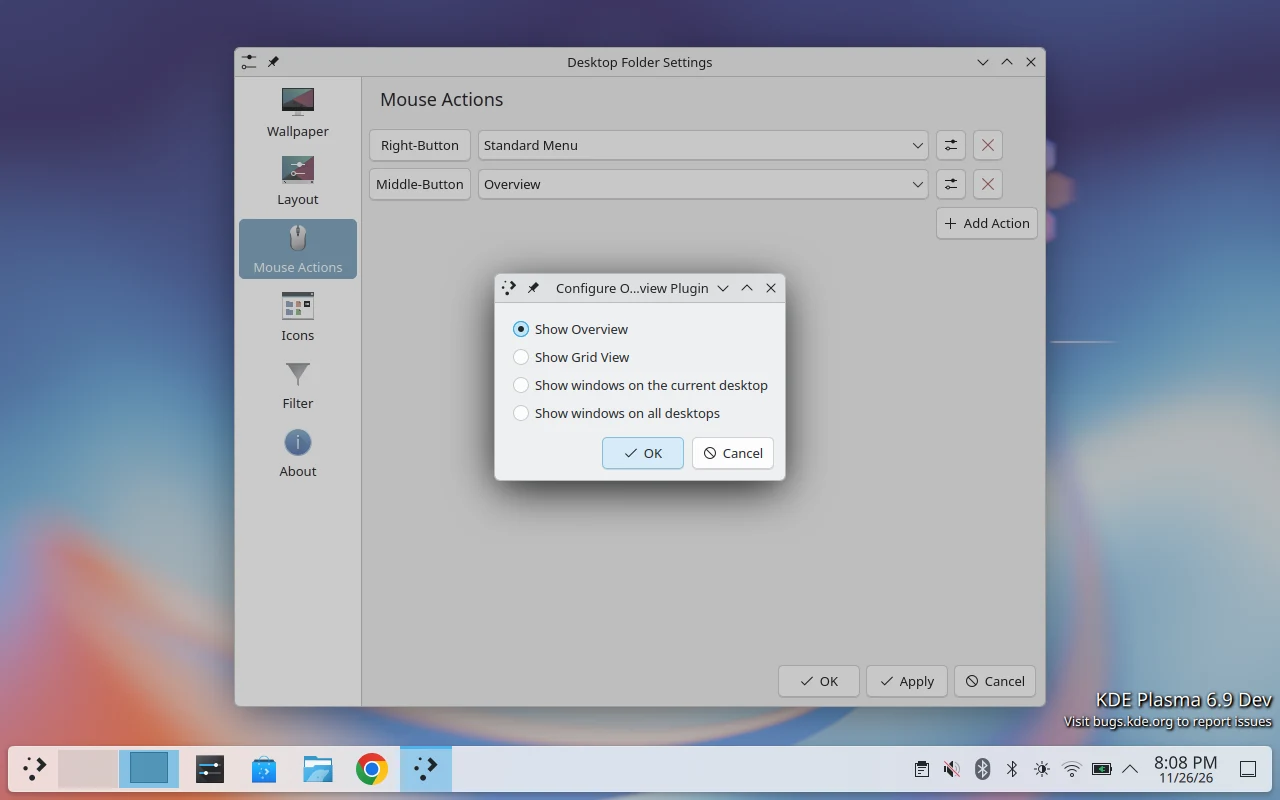 Desktop Folder Settings
Wallpaper
Layout
Mouse Actions
Icons
Filter
About
Mouse Actions
Right-Button
Standard Menu
Middle-Button
Overview
Add Action
Configure O...view Plugin
Show Overview
Show Grid View
Show windows on the current desktop
Show windows on all desktops
OK
Cancel
OK
Apply
Cancel
KDE Plasma 6.9 Dev
Visit bugs.kde.org to report issues
8:08 PM
11/26/26